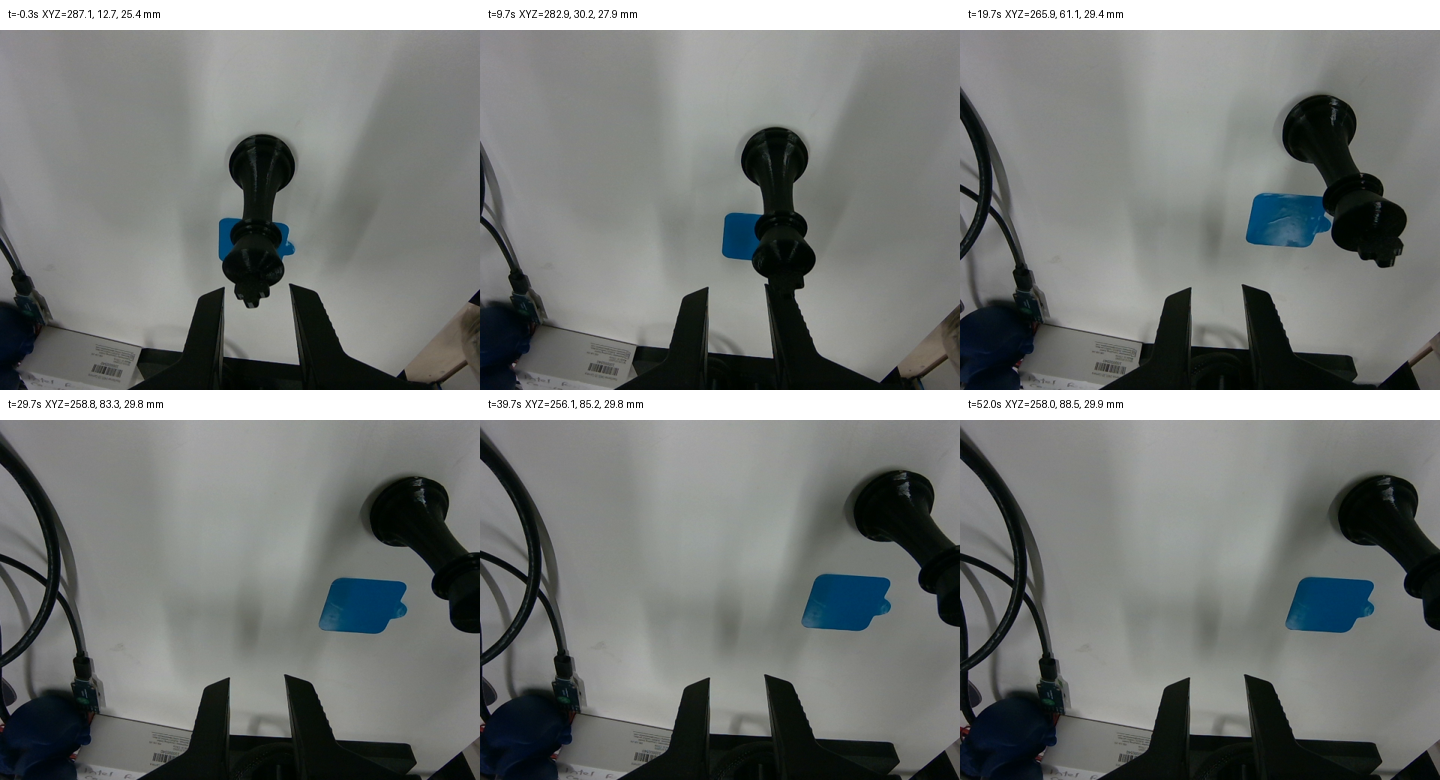 t=-0.3s XYZ=287.1, 12.7, 25.4 mm
t=9.7s XYZ=282.9, 30.2, 27.9 mm
t=19.7s XYZ=265.9, 61.1, 29.4 mm
t=29.7s XYZ=258.8, 83.3, 29.8 mm
t=39.7s XYZ=256.1, 85.2, 29.8 mm
t=52.0s XYZ=258.0, 88.5, 29.9 mm